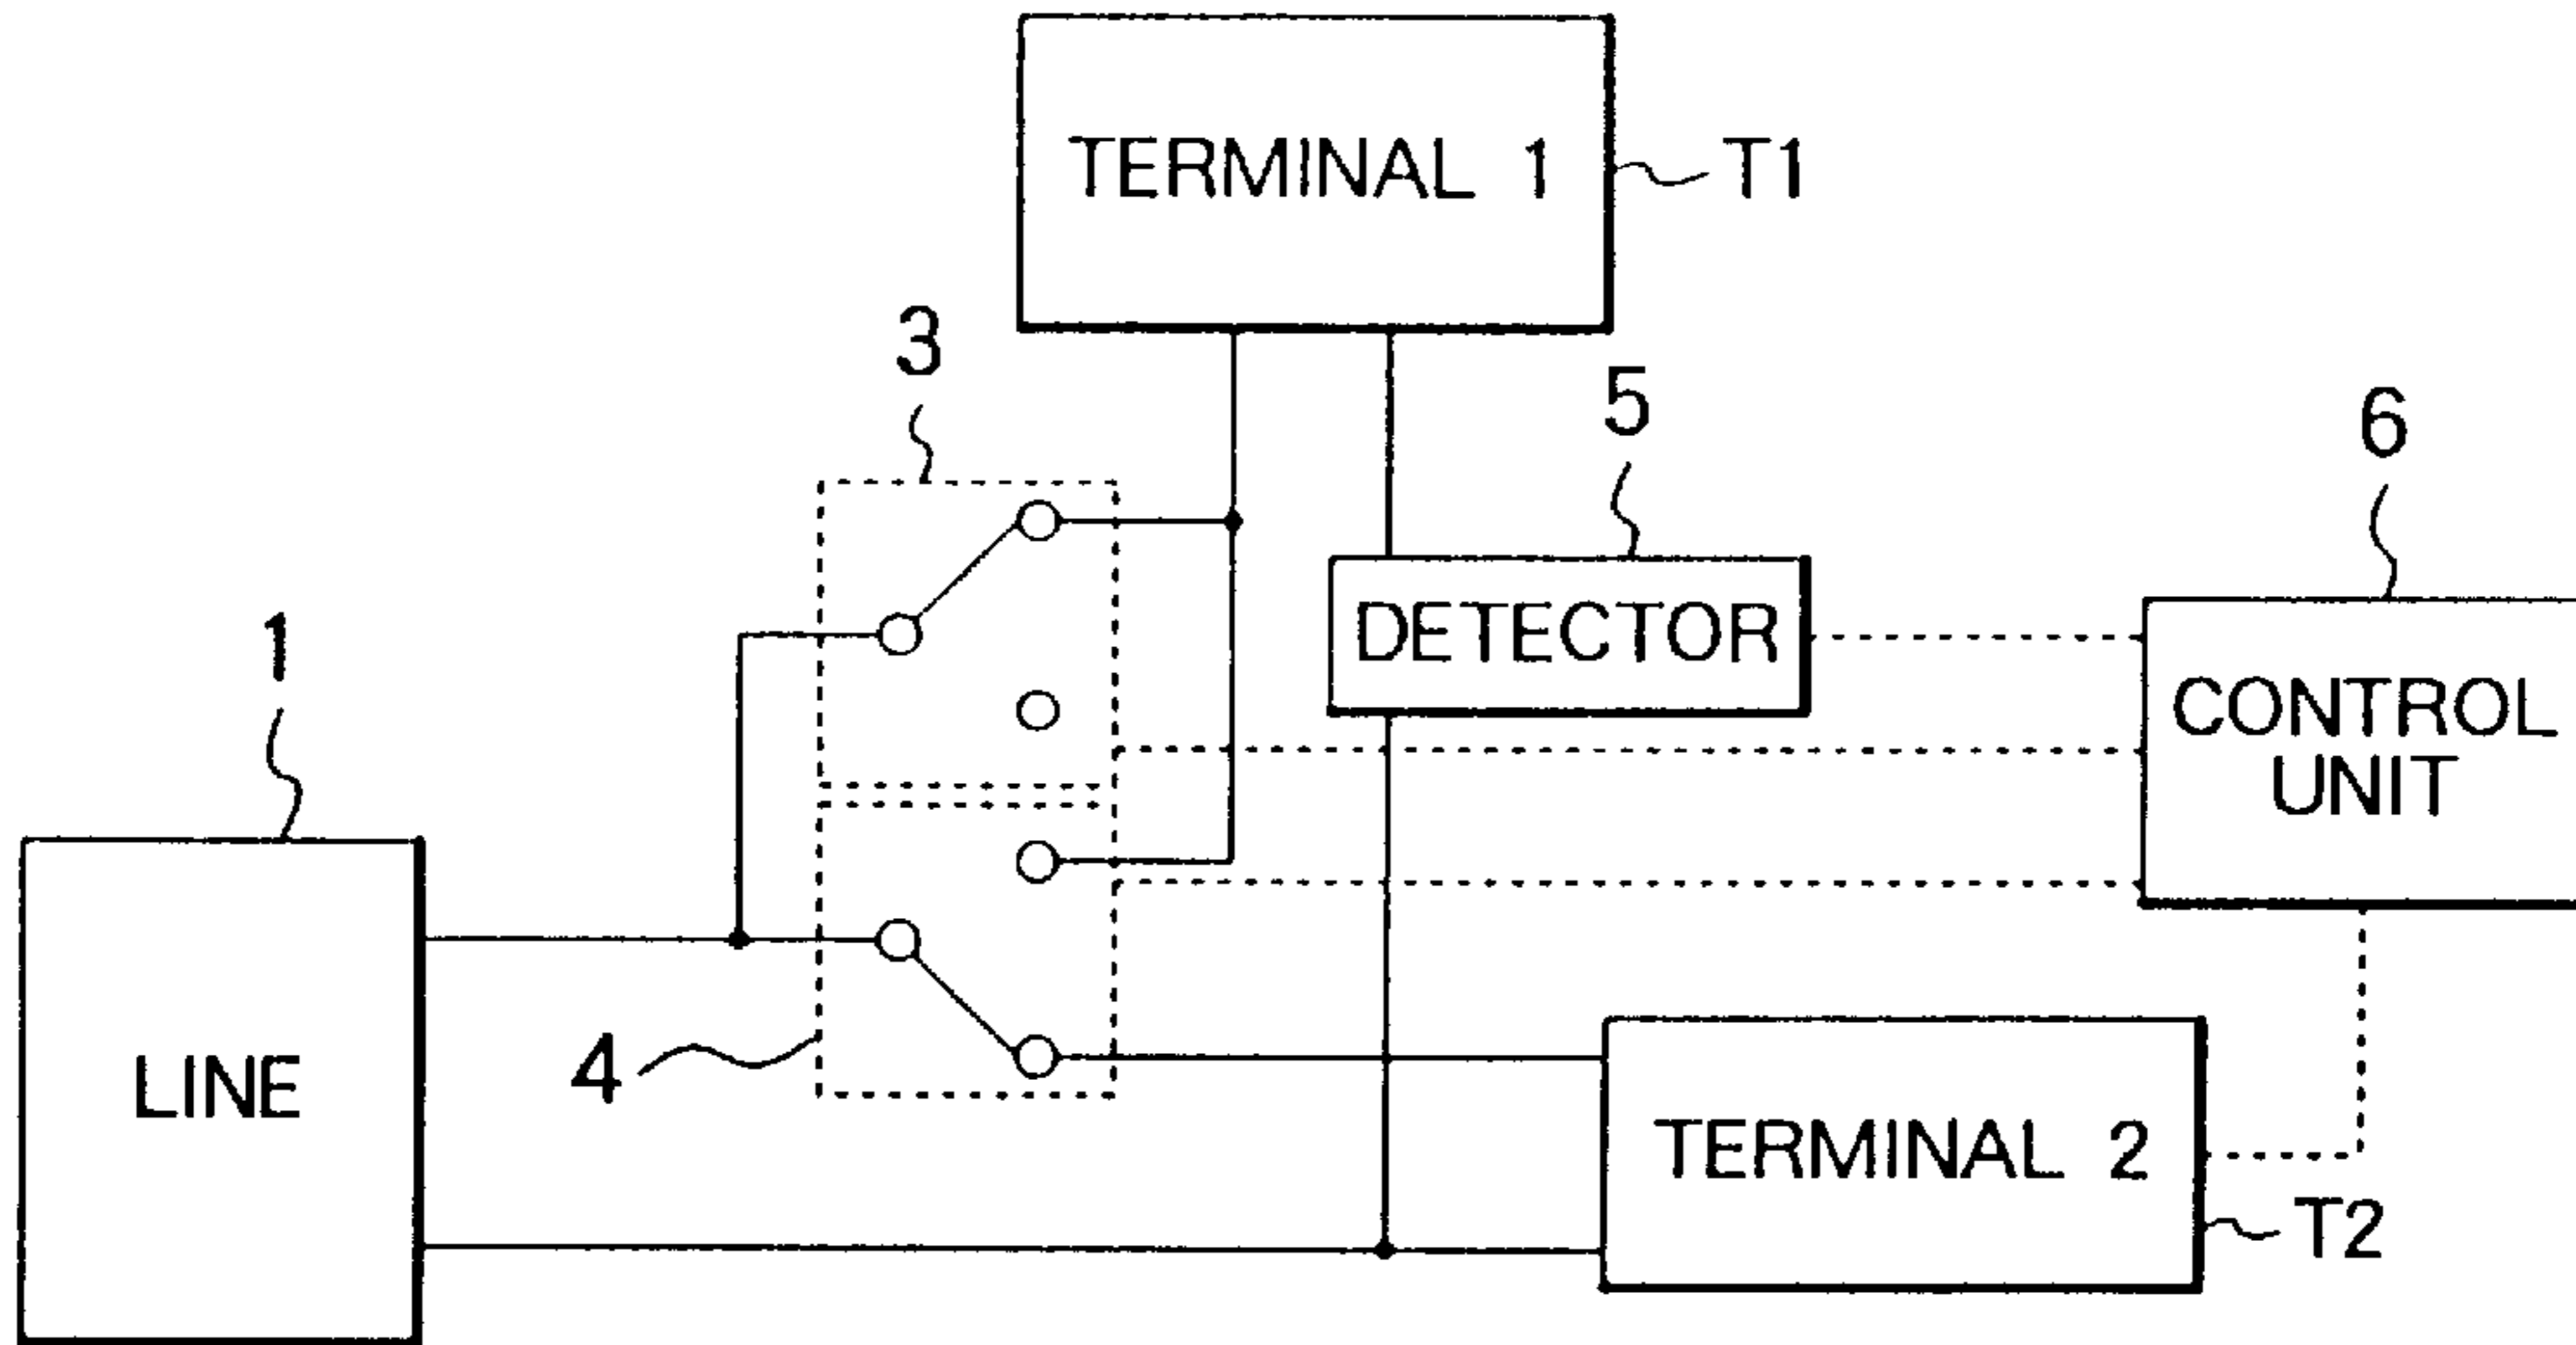 TERMINAL 1
T1
3
5
6
1
DETECTOR
CONTROL
UNIT
LINE
4
TERMINAL 2
T2